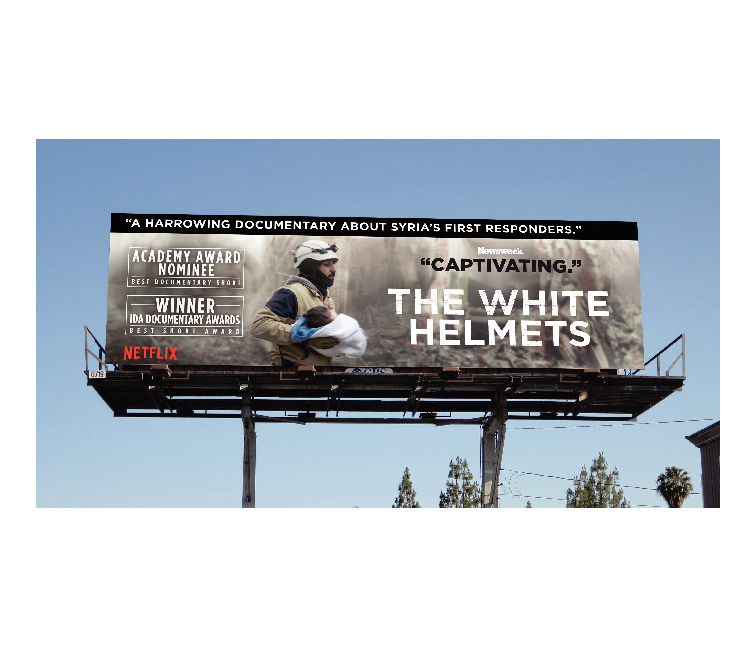 “A HARROWING DOCUMENTARY ABOUT SYRIA’S FIRST RESPONDERS.”
ACADEMY AWARD
NOMINEE
BEST DOCUMENTARY SHORT
WINNER
IDA DOCUMENTARY AWARDS
BEST SHORT AWARD
NETFLIX
Newsweek
“CAPTIVATING.”
THE WHITE
HELMETS